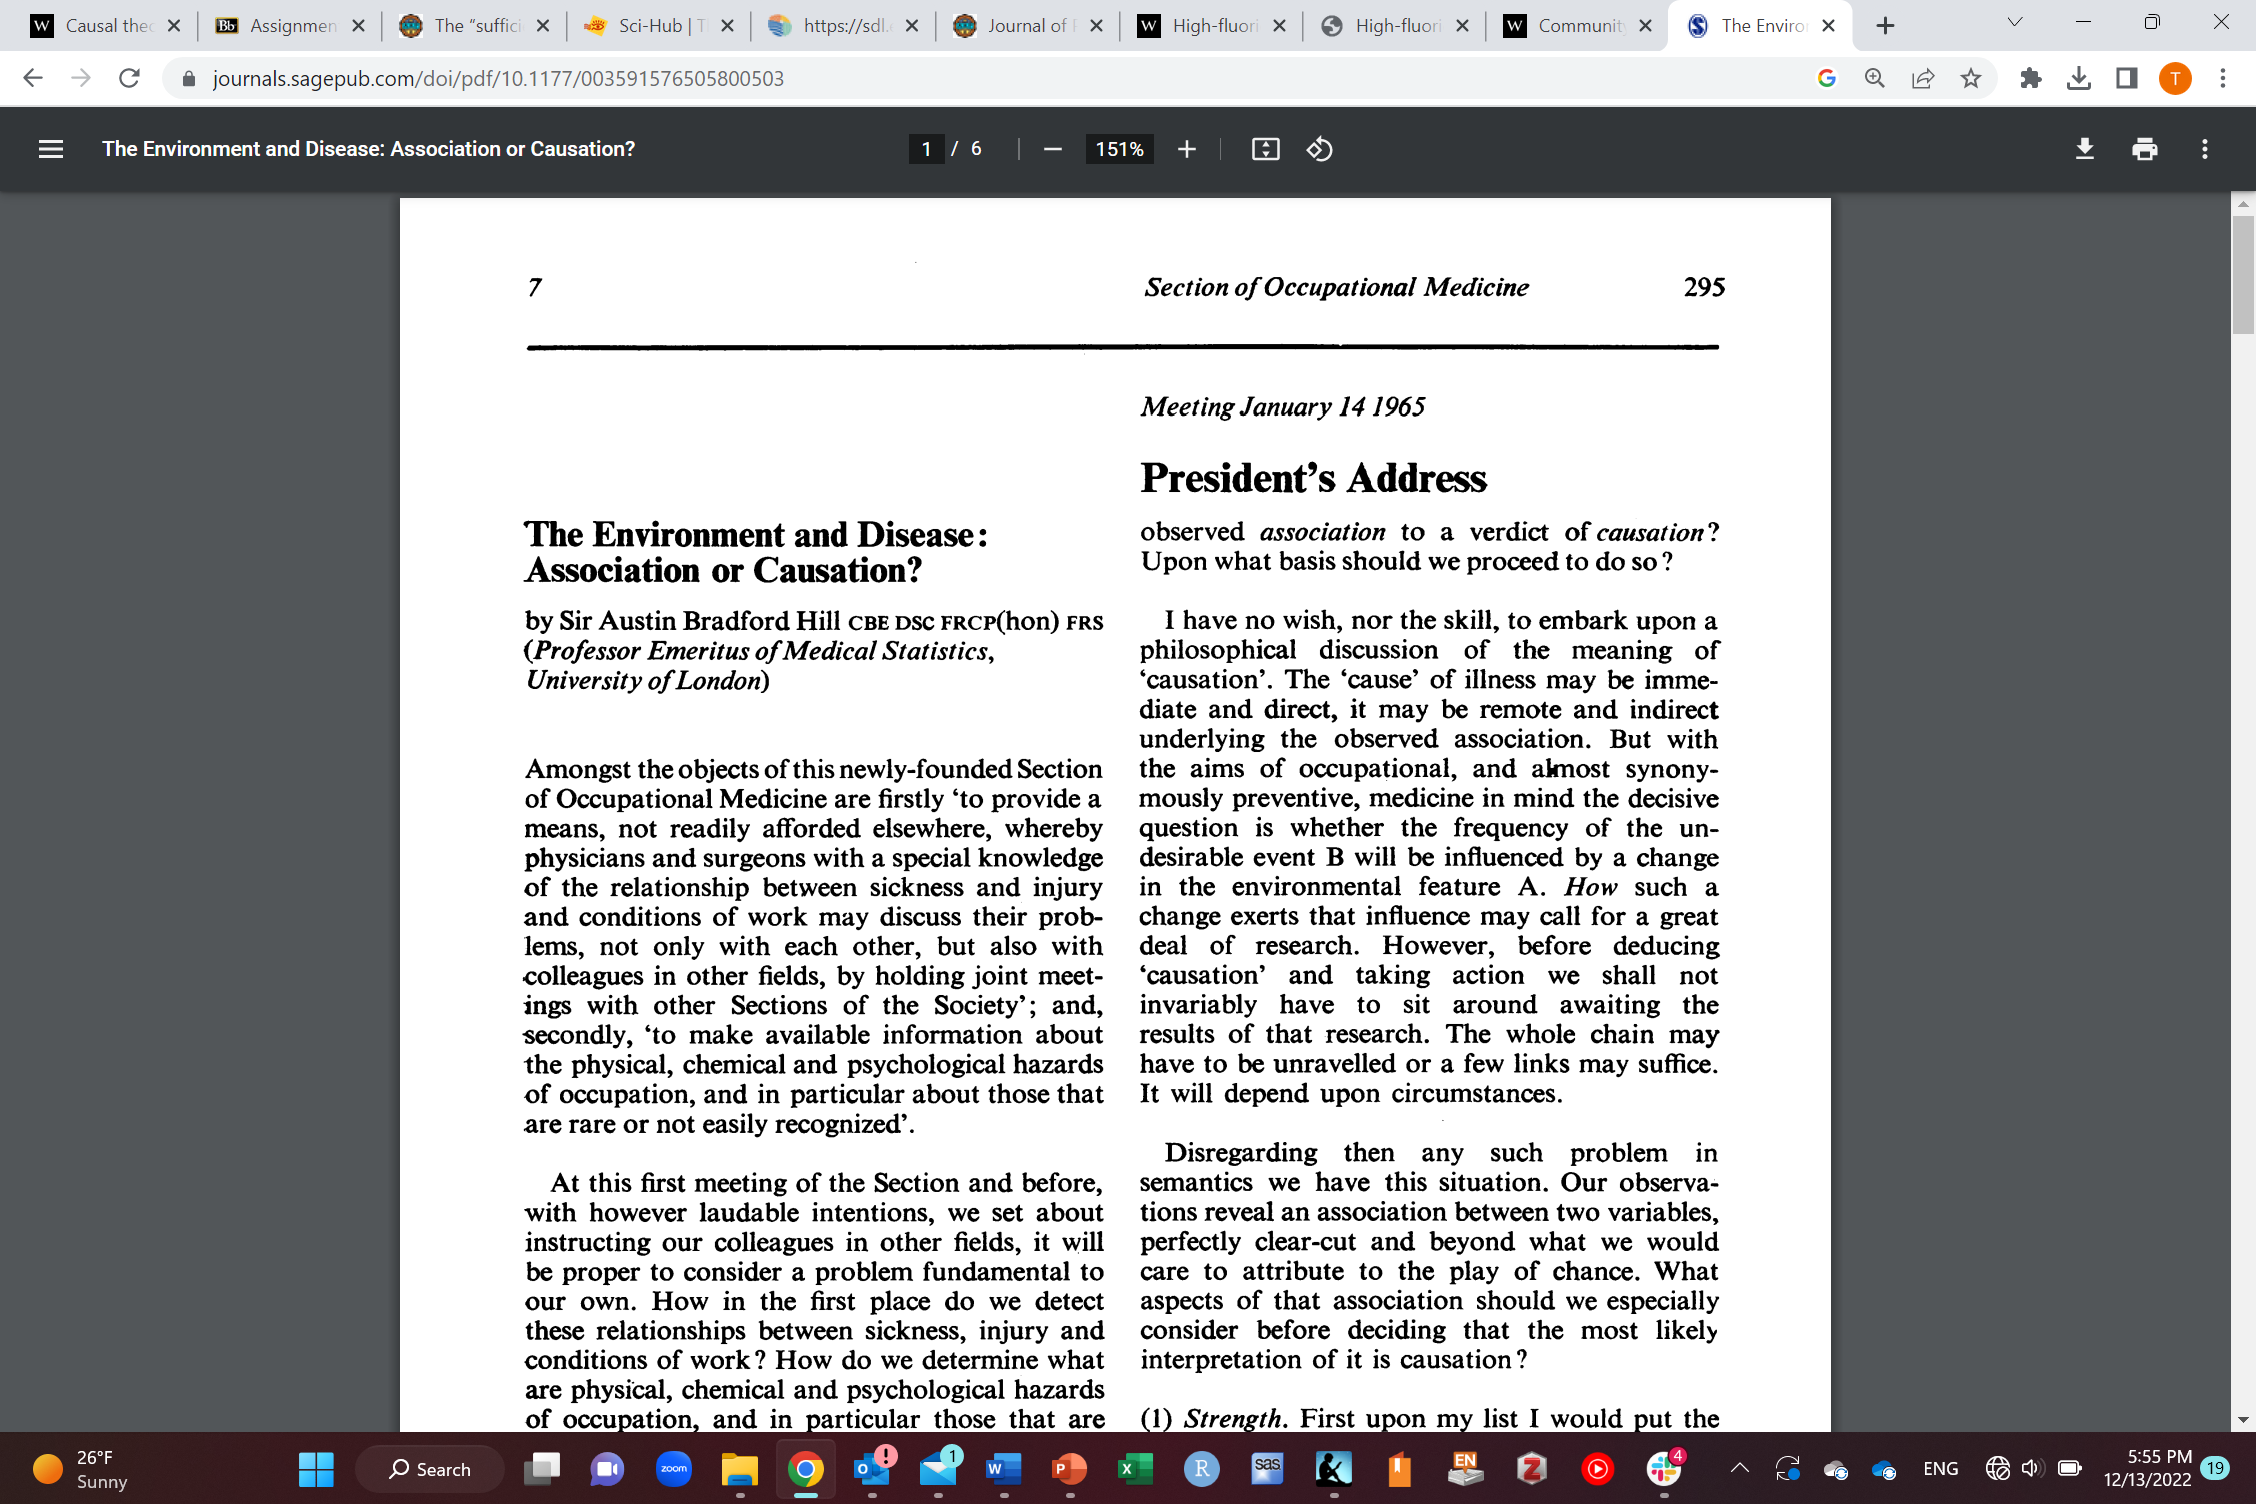 Causal thec
Assignmen
The “suffici
Sci-Hub | T
https://sdl.
Journal of
High-fluori
High-fluori
Communit
The Enviro
journals.sagepub.com/doi/pdf/10.1177/003591576505800503
The Environment and Disease: Association or Causation?
1 / 6
151%
7
Section of Occupational Medicine
295
Meeting January 14 1965
President’s Address
The Environment and Disease:
Association or Causation?
by Sir Austin Bradford Hill CBE DSC FRCP(hon) FRS
(Professor Emeritus of Medical Statistics,
University of London)
Amongst the objects of this newly-founded Section
of Occupational Medicine are firstly ‘to provide a
means, not readily afforded elsewhere, whereby
physicians and surgeons with a special knowledge
of the relationship between sickness and injury
and conditions of work may discuss their prob-
lems, not only with each other, but also with
colleagues in other fields, by holding joint meet-
ings with other Sections of the Society’; and,
secondly, ‘to make available information about
the physical, chemical and psychological hazards
of occupation, and in particular about those that
are rare or not easily recognized’.
At this first meeting of the Section and before,
with however laudable intentions, we set about
instructing our colleagues in other fields, it will
be proper to consider a problem fundamental to
our own. How in the first place do we detect
these relationships between sickness, injury and
conditions of work? How do we determine what
are physical, chemical and psychological hazards
of occupation, and in particular those that are
observed association to a verdict of causation?
Upon what basis should we proceed to do so?
I have no wish, nor the skill, to embark upon a
philosophical discussion of the meaning of
‘causation’. The ‘cause’ of illness may be imme-
diate and direct, it may be remote and indirect
underlying the observed association. But with
the aims of occupational, and almost synony-
mously preventive, medicine in mind the decisive
question is whether the frequency of the un-
desirable event B will be influenced by a change
in the environmental feature A. How such a
change exerts that influence may call for a great
deal of research. However, before deducing
‘causation’ and taking action we shall not
invariably have to sit around awaiting the
results of that research. The whole chain may
have to be unravelled or a few links may suffice.
It will depend upon circumstances.
Disregarding then any such problem in
semantics we have this situation. Our observa-
tions reveal an association between two variables,
perfectly clear-cut and beyond what we would
care to attribute to the play of chance. What
aspects of that association should we especially
consider before deciding that the most likely
interpretation of it is causation?
(1) Strength. First upon my list I would put the
26°F
Sunny
Search
zoom
sas
EN
ENG
5:55 PM
12/13/2022
19